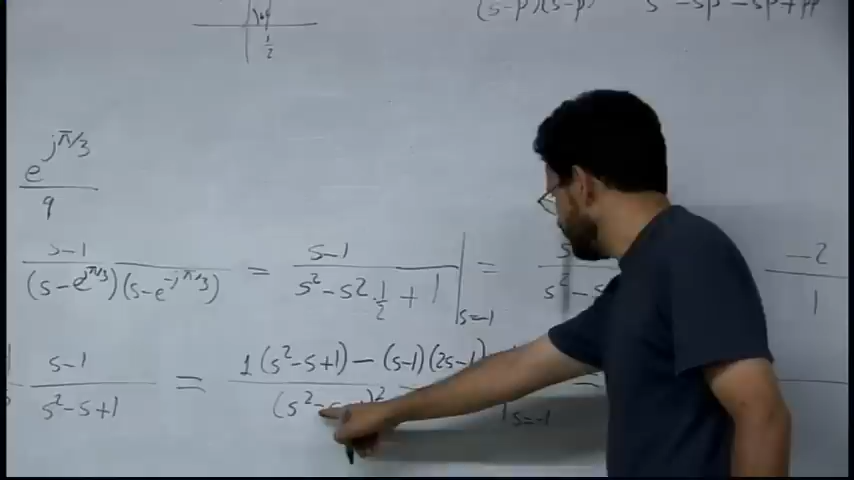 (s-p)(s-p) s² -sp -sp + pp
1/2
e^{jπ/3} / 9
s-1 / (s-e^{jπ/3})(s-e^{-jπ/3}) = s-1 / s²-s2.1/2+1 |s=-1 = s / s²-s -2 / 1
s-1 / s²-s+1 = 1(s²-s+1) - (s-1)(2s-1) / (s²-s+1)² |s=-1 =